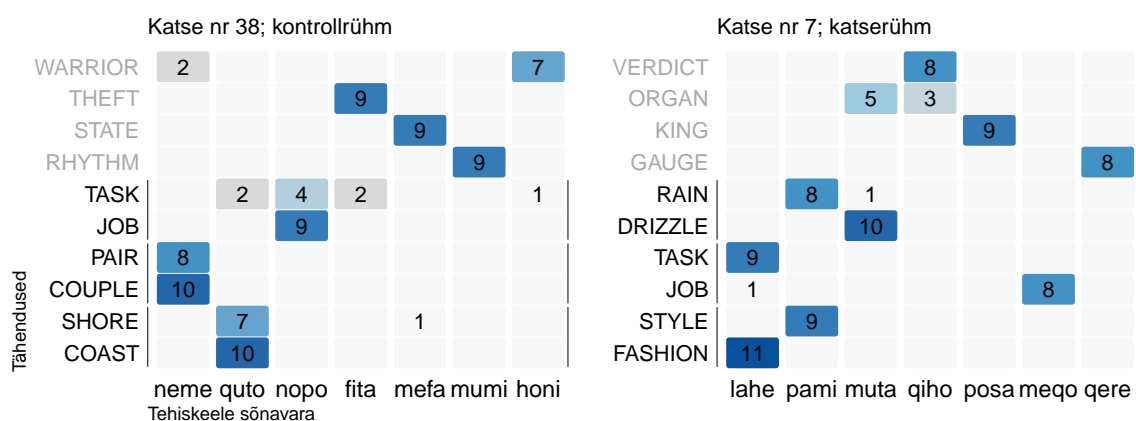 Katse nr 38; kontrollrühm
WARRIOR 2 7
THEFT 9
STATE 9
RHYTHM 9
TASK 2 4 2 1
JOB 9
PAIR 8
COUPLE 10
SHORE 7 1
COAST 10
Tähendused
neme quto nopo fita mefa mumi honi
Tehiskeele sõnavara
Katse nr 7; katserühm
VERDICT 8
ORGAN 5 3
KING 9
GAUGE 8
RAIN 8 1
DRIZZLE 10
TASK 9
JOB 1 8
STYLE 9
FASHION 11
lahe pami muta qiho posa meqo qere